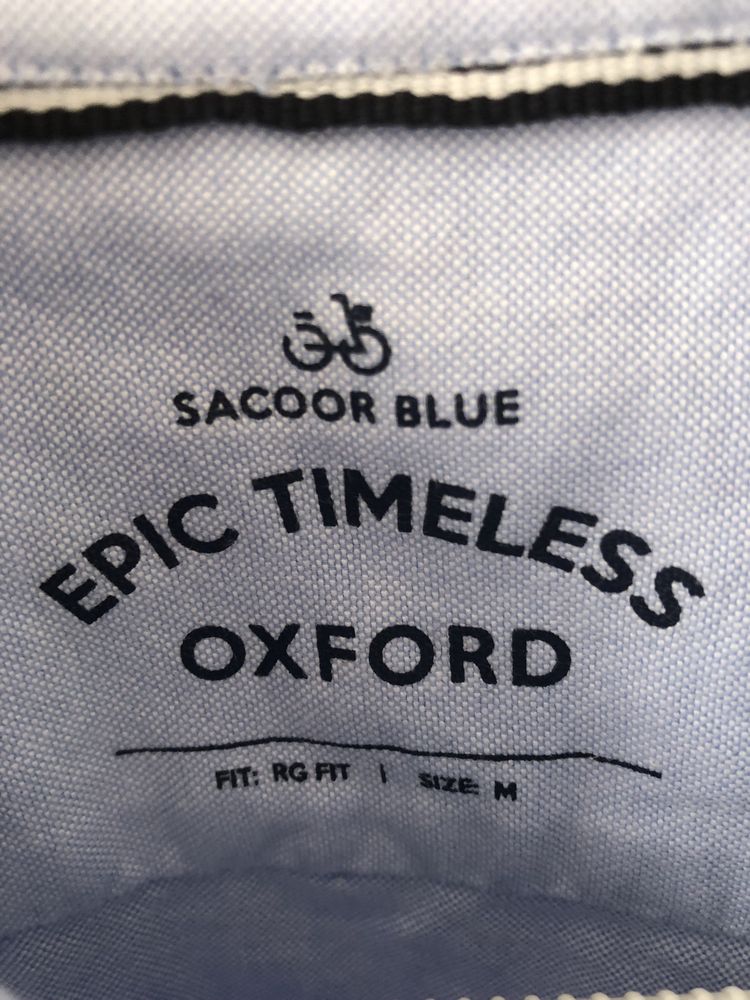 SACOOR BLUE
EPIC TIMELESS
OXFORD
FIT: RG FIT | SIZE: M